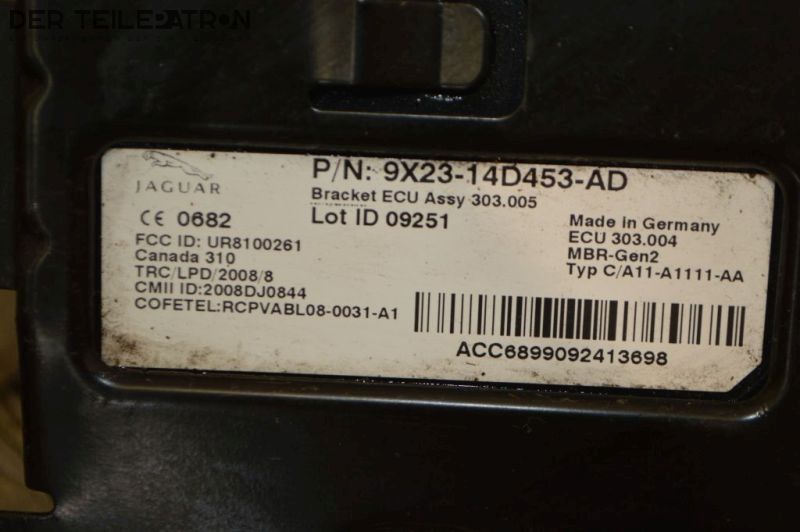 DER TEILEPATRON
JAGUAR
P/N: 9X23-14D453-AD
Bracket ECU Assy 303.005
Lot ID 09251
CE 0682
FCC ID: UR8100261
Canada 310
TRC/LPD/2008/8
CMII ID:2008DJ0844
COFETEL:RCPVABL08-0031-A1
Made in Germany
ECU 303.004
MBR-Gen2
Typ C/A11-A1111-AA
ACC6899092413698